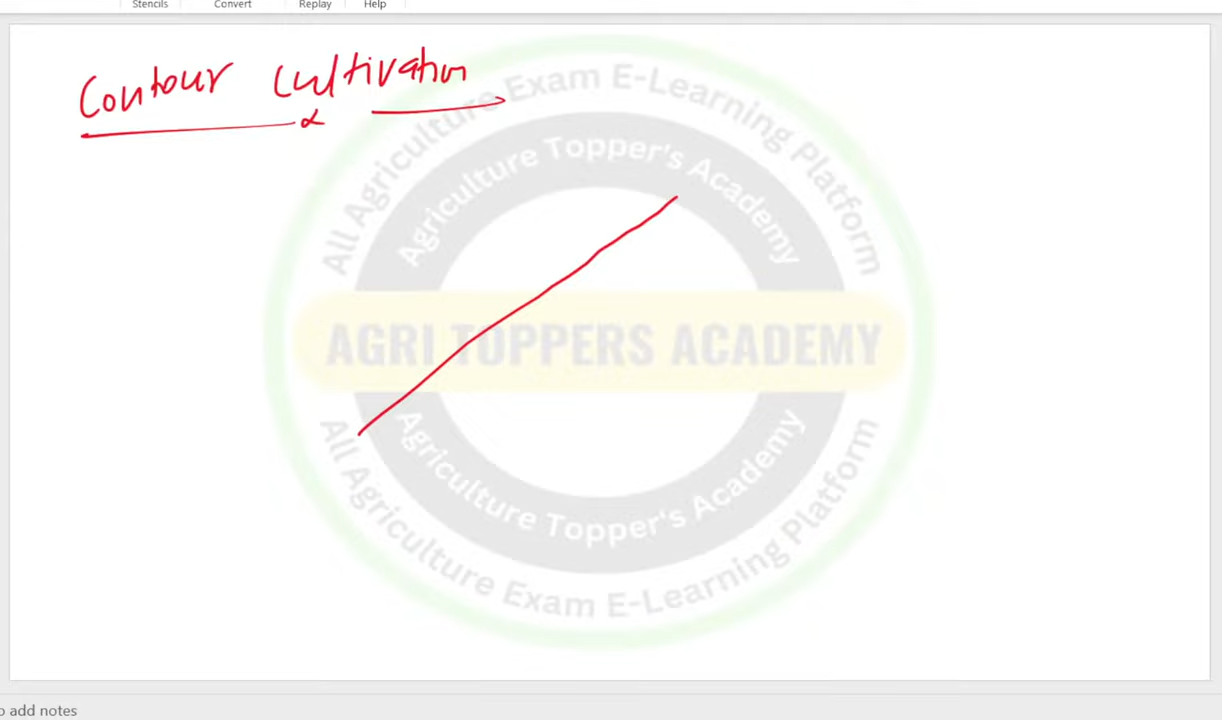 Stencils Convert Replay Help
Contour Cultivation
All Agriculture Exam E-Learning Platform
Agriculture Topper's Academy
AGRI TOPPERS ACADEMY
Agriculture Topper's Academy
All Agriculture Exam E-Learning Platform
o add notes